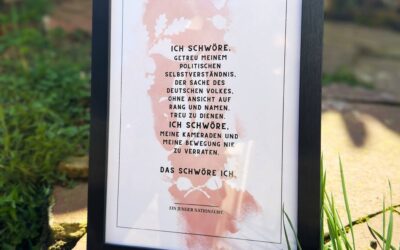 ICH SCHWÖRE,
GETREU MEINEM
POLITISCHEN
SELBSTVERSTÄNDNIS,
DER SACHE DES
DEUTSCHEN VOLKES,
OHNE ANSICHT AUF
RANG UND NAMEN,
TREU ZU DIENEN.
ICH SCHWÖRE,
MEINE KAMERADEN UND
MEINE BEWEGUNG NIE
ZU VERRATEN.
DAS SCHWÖRE ICH.
EIN JUNGER NATIONALIST